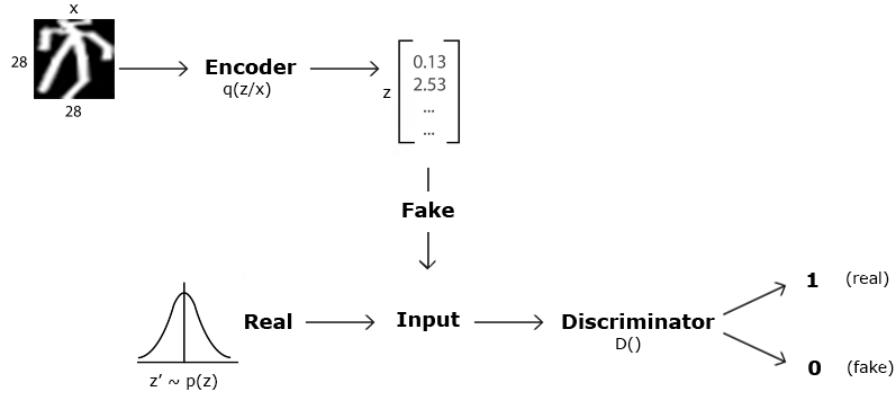 x
28
28
Encoder
q(z/x)
z
0.13
2.53
...
...
Fake
Real
z' ~ p(z)
Input
Discriminator
D()
1 (real)
0 (fake)